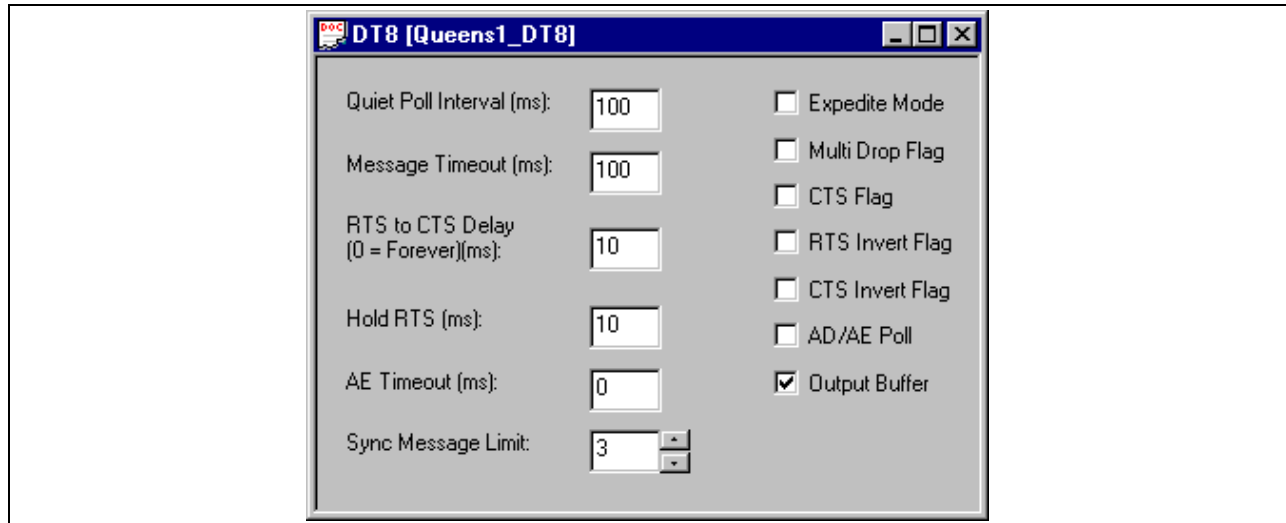 DOC
DT8 [Queens1_DT8]
Quiet Poll Interval (ms): 100
Message Timeout (ms): 100
RTS to CTS Delay
(0 = Forever)(ms): 10
Hold RTS (ms): 10
AE Timeout (ms): 0
Sync Message Limit: 3
Expedite Mode
Multi Drop Flag
CTS Flag
RTS Invert Flag
CTS Invert Flag
AD/AE Poll
Output Buffer